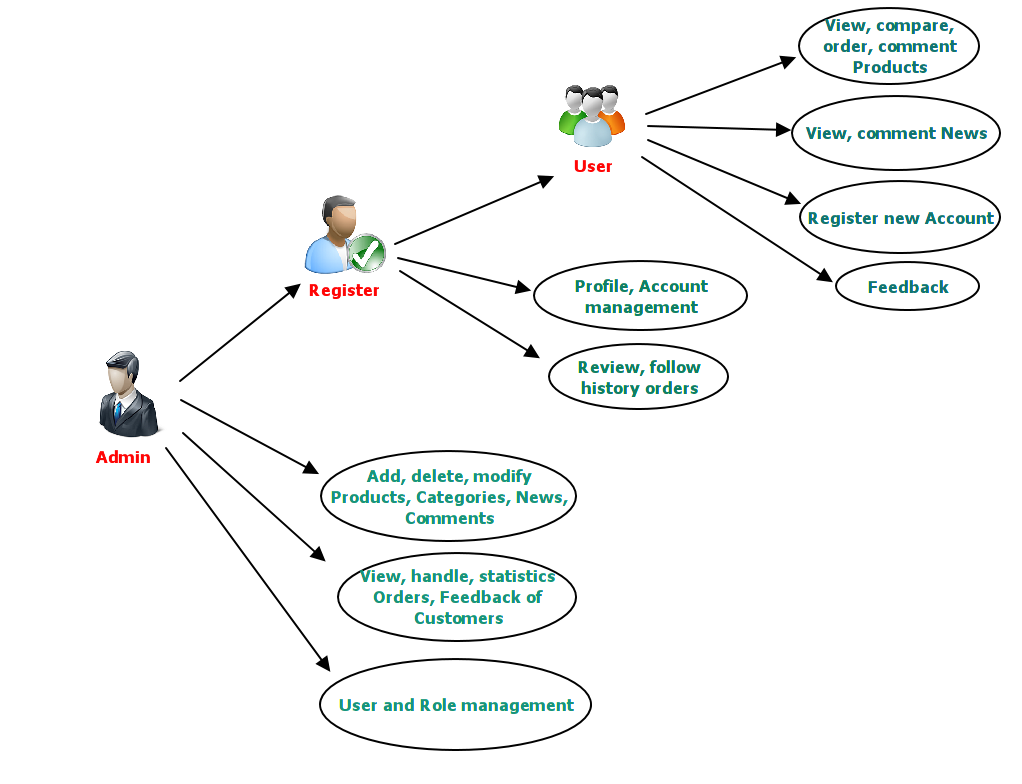 View, compare,
order, comment
Products
View, comment News
User
Register new Account
Feedback
Register
Profile, Account
management
Review, follow
history orders
Admin
Add, delete, modify
Products, Categories, News,
Comments
View, handle, statistics
Orders, Feedback of
Customers
User and Role management